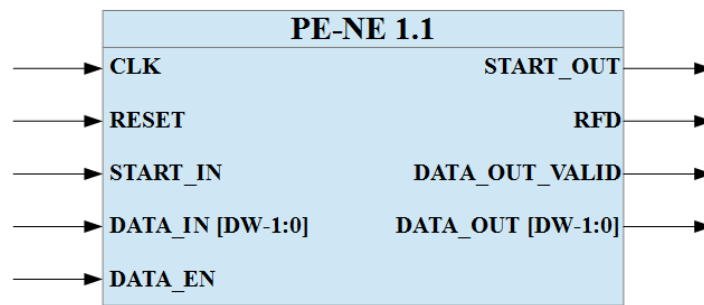 PE-NE 1.1
CLK START_OUT
RESET RFD
START_IN DATA_OUT_VALID
DATA_IN [DW-1:0] DATA_OUT [DW-1:0]
DATA_EN